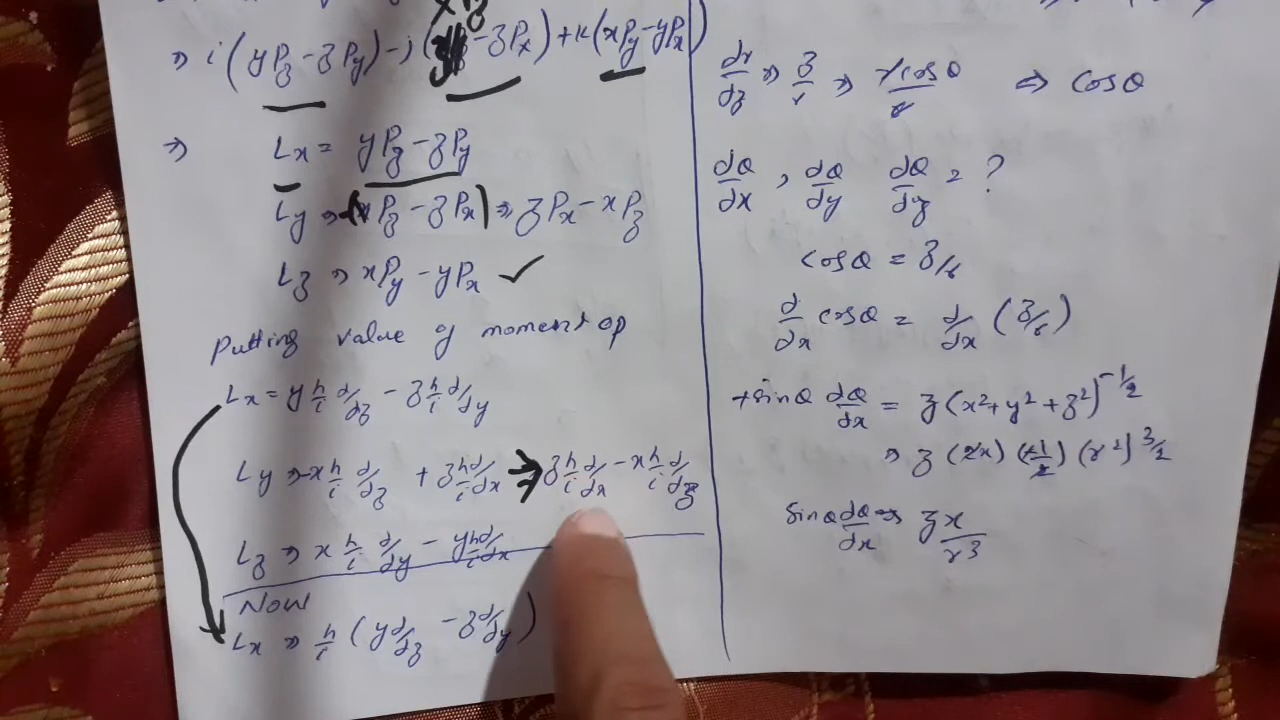 ⇒ i(yPz - zPy) - j( - zPx) + k(xPy - yPx)
⇒ Lx = yPz - zPy
Ly ⇒ -(xPz - zPx) ⇒ zPx - xPz
Lz ⇒ xPy - yPx ✓
Putting value of moment op
Lx = y ħ/i d/dz - z ħ/i d/dy
Ly ⇒ -x ħ/i d/dz + z ħ/i d/dx ⇒ z ħ/i d/dx - x ħ/i d/dz
Lz ⇒ x ħ/i d/dy - y ħ/i d/dx
Now
Lx ⇒ ħ/i (y d/dz - z d/dy)
dr/dz ⇒ z/r ⇒ rcosθ/r ⇒ cosθ
dθ/dx , dθ/dy dθ/dz = ?
cosθ = z/r
d/dx cosθ = d/dx (z/r)
+sinθ dθ/dx = z(x²+y²+z²)^-1/2
⇒ z (2x) (+1/2) (r²)^3/2
sinθ dθ/dx ⇒ zx/r³